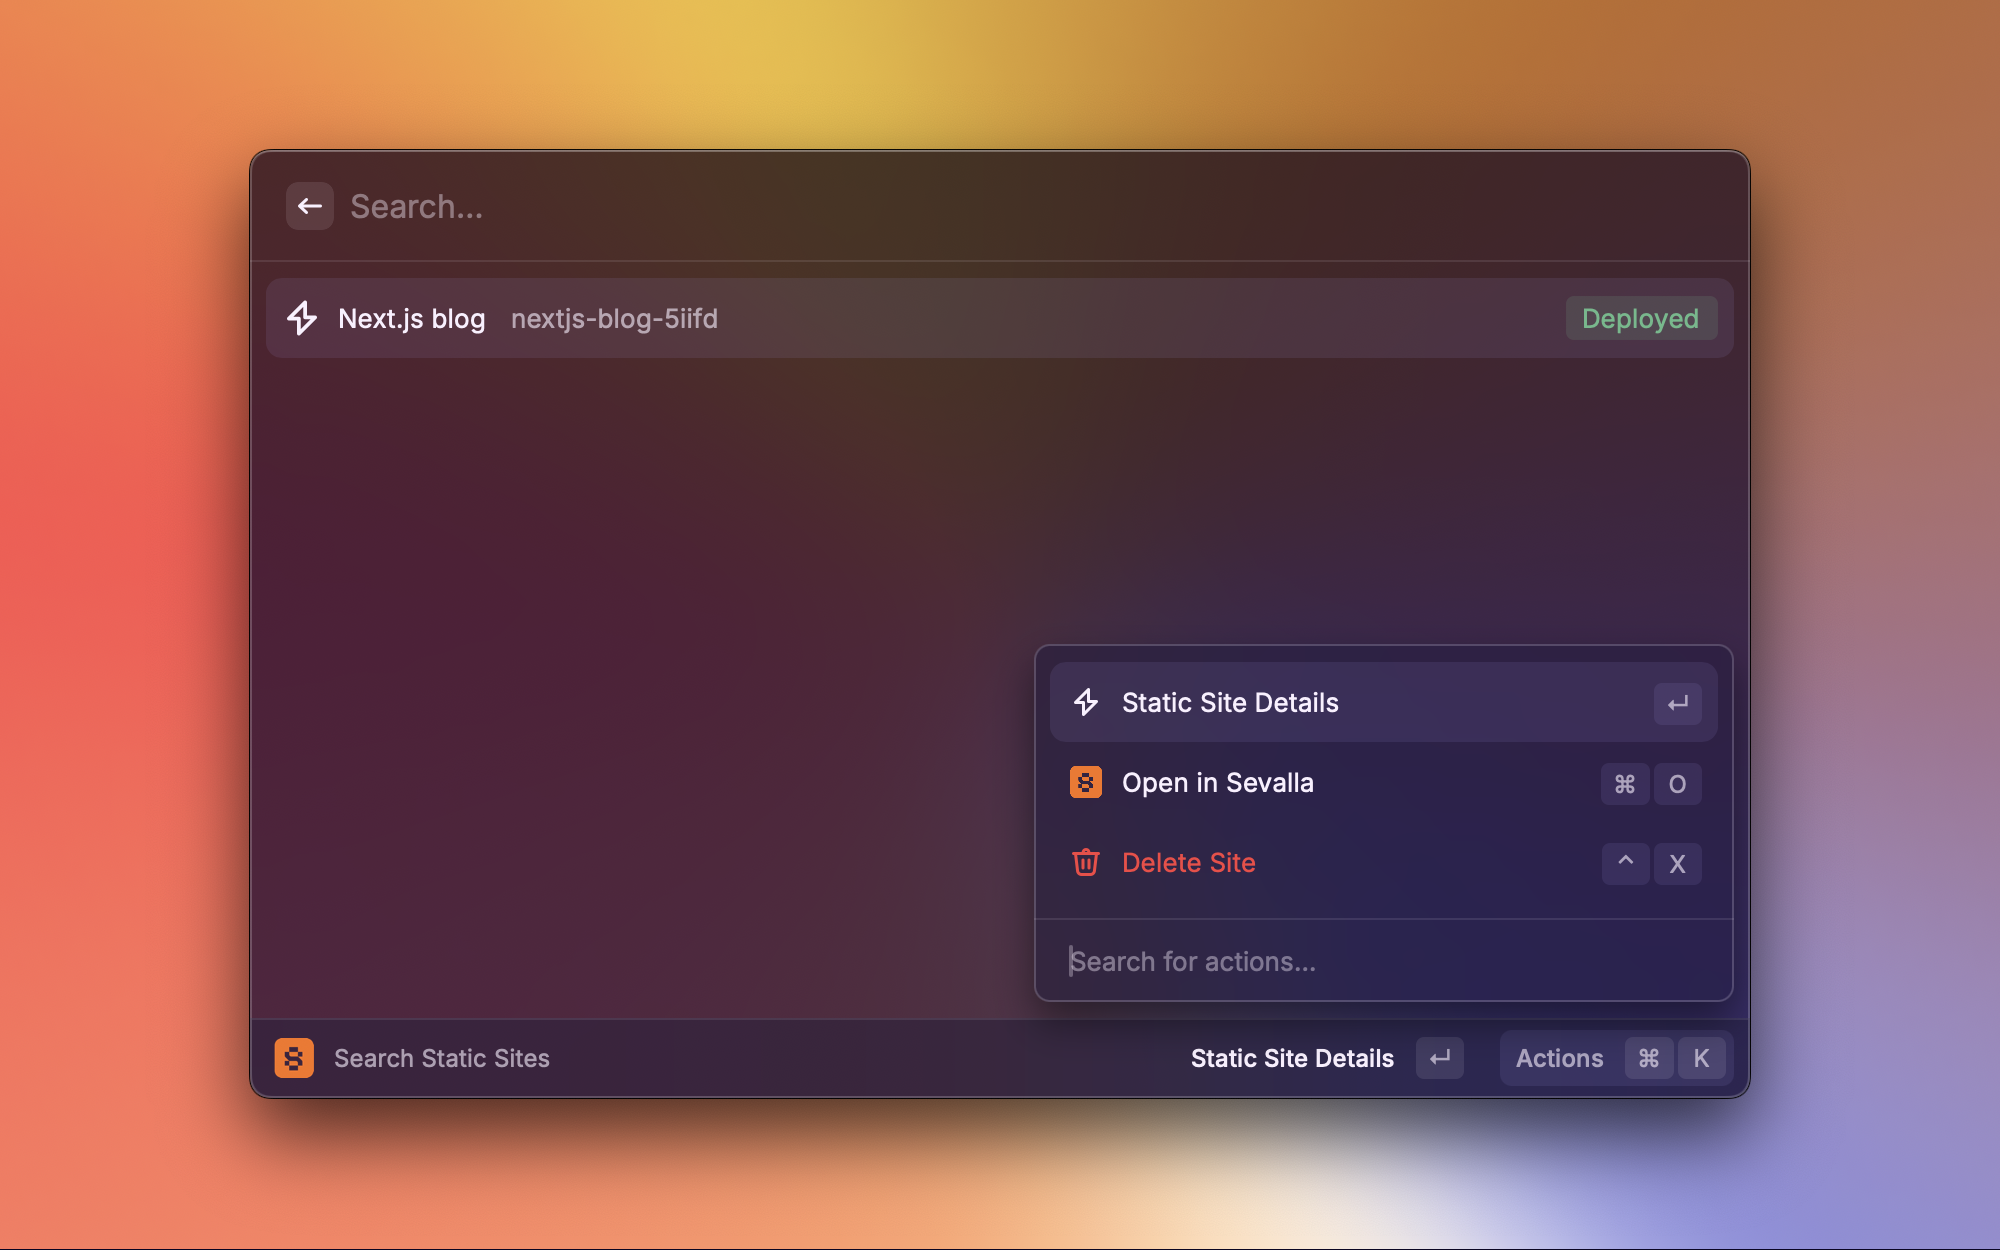 Search...
Next.js blog nextjs-blog-5iifd Deployed
Static Site Details ↵
Open in Sevalla ⌘ O
Delete Site ^ X
Search for actions...
Search Static Sites Static Site Details ↵ Actions ⌘ K